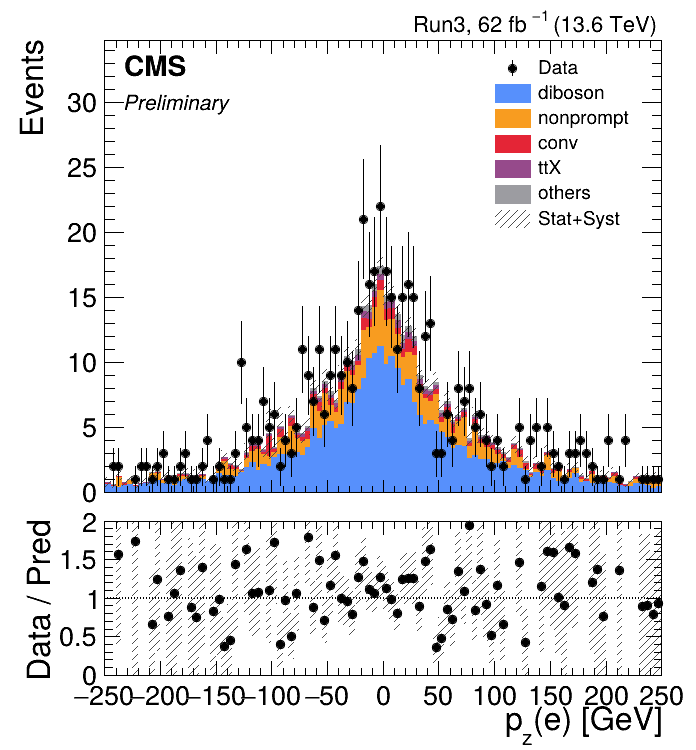 Run3, 62 fb⁻¹ (13.6 TeV)
CMS
Preliminary
Events
Data
diboson
nonprompt
conv
ttX
others
Stat+Syst
30
25
20
15
10
5
0
Data / Pred
2
1.5
1
0.5
0
−250 −200 −150 −100 −50 0 50 100 150 200 250
p_z(e) [GeV]